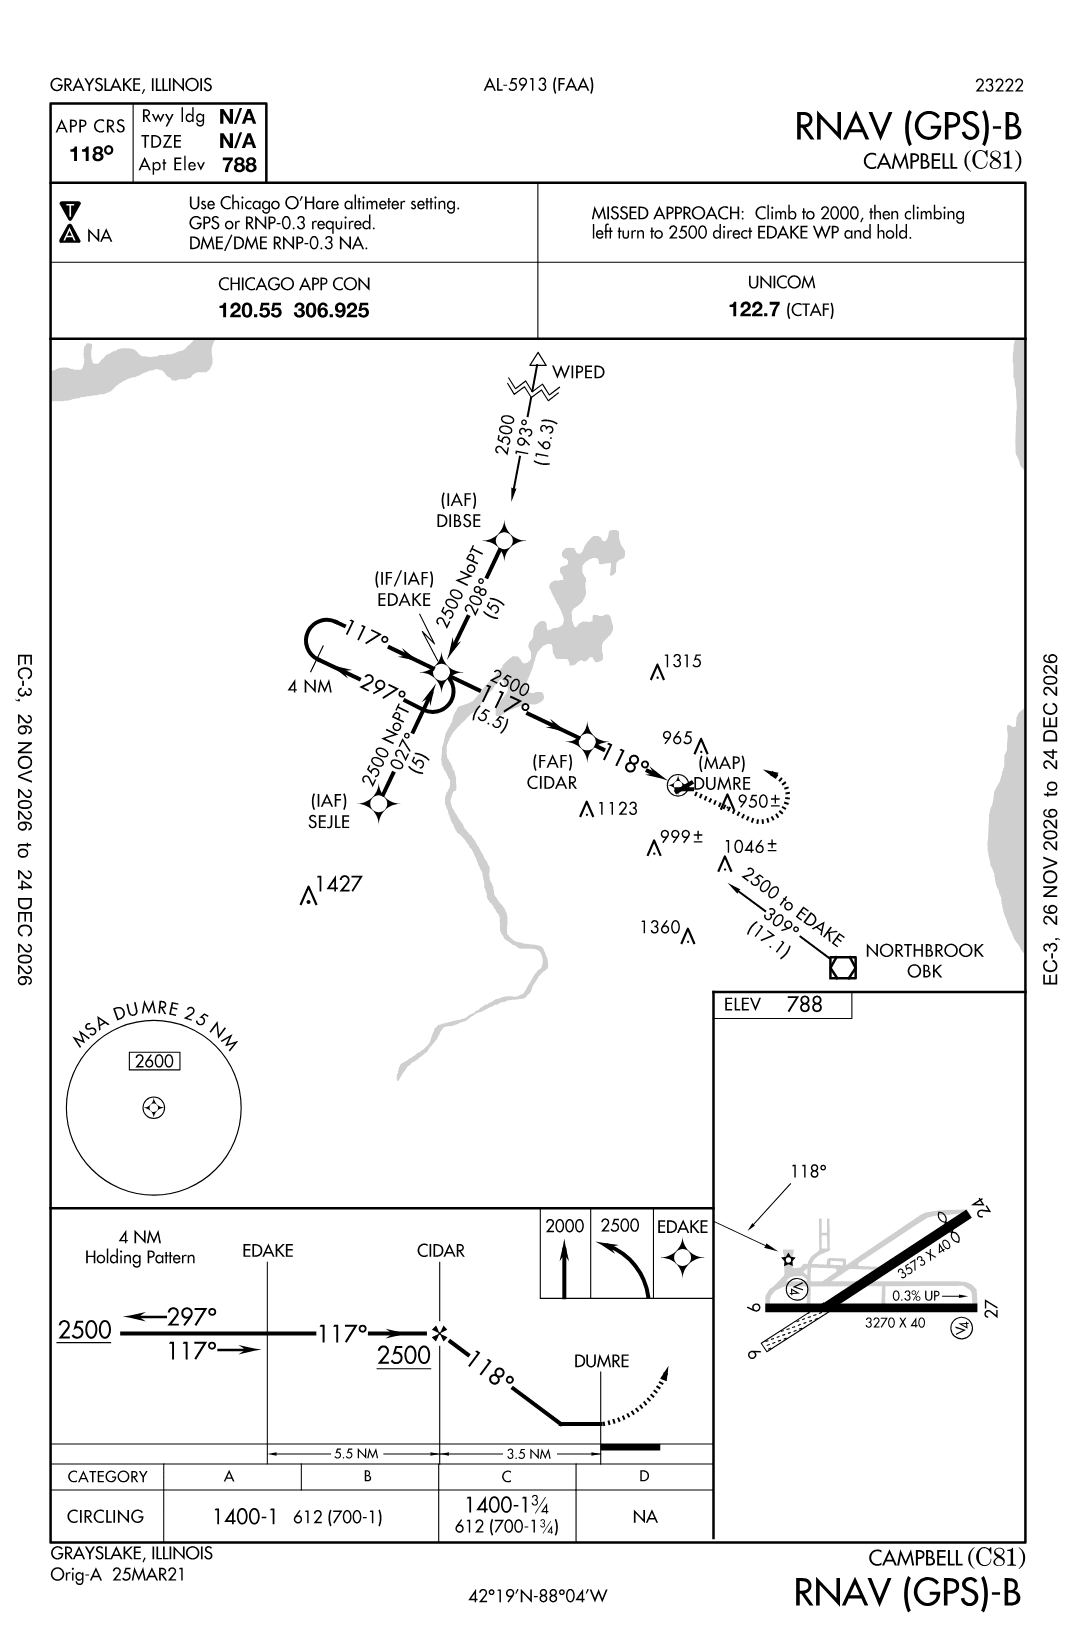 GRAYSLAKE, ILLINOIS
AL-5913 (FAA)
23222
APP CRS
118°
Rwy ldg N/A
TDZE N/A
Apt Elev 788
RNAV (GPS)-B
CAMPBELL (C81)
T
A NA
Use Chicago O'Hare altimeter setting.
GPS or RNP-0.3 required.
DME/DME RNP-0.3 NA.
MISSED APPROACH: Climb to 2000, then climbing
left turn to 2500 direct EDAKE WP and hold.
CHICAGO APP CON
120.55 306.925
UNICOM
122.7 (CTAF)
WIPED
2500
193°
(16.3)
(IAF)
DIBSE
2500 NoPT
208°
(5)
(IF/IAF)
EDAKE
117°
4 NM
297°
2500
117°
(5.5)
2500 NoPT
027°
(5)
(IAF)
SEJLE
(FAF)
CIDAR
118°
(MAP)
DUMRE
1315
965
950±
1123
999±
1046±
1427
1360
2500 to EDAKE
309°
(17.1)
NORTHBROOK
OBK
MSA DUMRE 25 NM
2600
ELEV 788
118°
24
3573 X 40
0.3% UP
9
27
3270 X 40
6
V4
V4
4 NM
Holding Pattern
EDAKE
CIDAR
2000
2500
EDAKE
297°
2500
117°
117°
2500
118°
DUMRE
5.5 NM
3.5 NM
CATEGORY A B C D
CIRCLING 1400-1 612 (700-1) 1400-1¾ 612 (700-1¾) NA
GRAYSLAKE, ILLINOIS
Orig-A 25MAR21
42°19'N-88°04'W
CAMPBELL (C81)
RNAV (GPS)-B
EC-3, 26 NOV 2026 to 24 DEC 2026
EC-3, 26 NOV 2026 to 24 DEC 2026